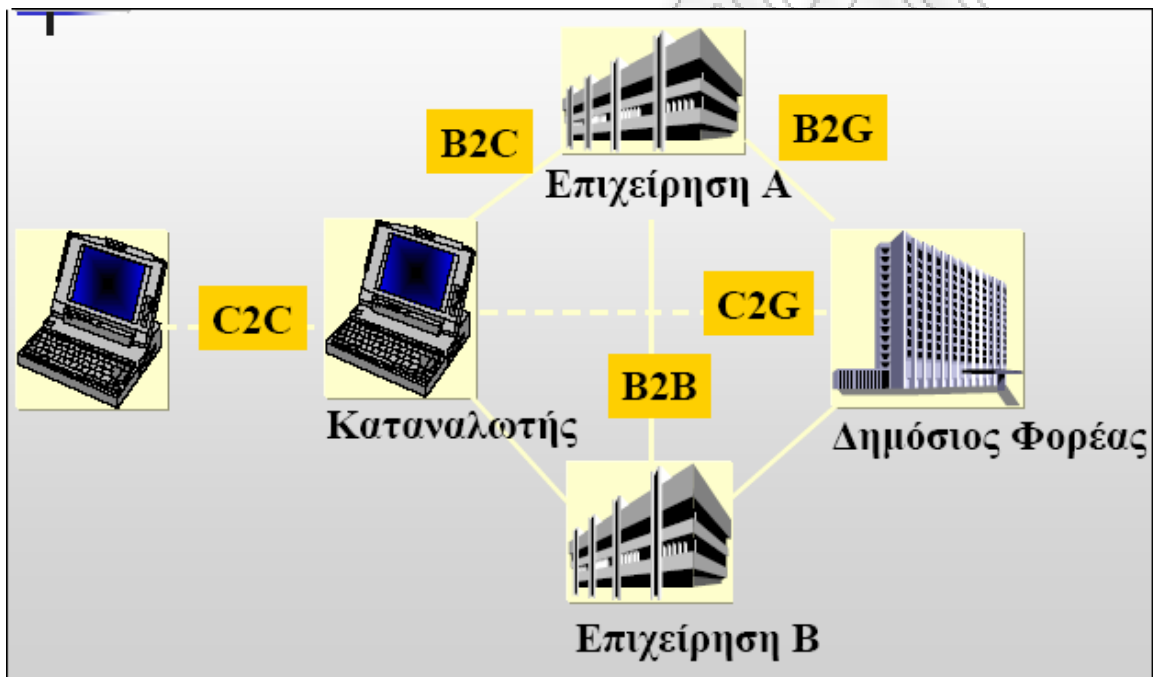 B2C
B2G
Επιχείρηση Α
C2C
C2G
B2B
Καταναλωτής
Δημόσιος Φορέας
Επιχείρηση Β